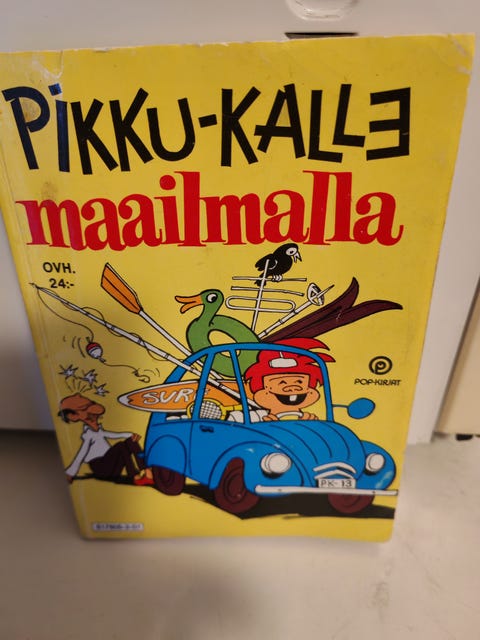 PiKKU-KALLE
maailmalla
OVH.
24:-
P
POP-KIRJAT
SUR
PK-13